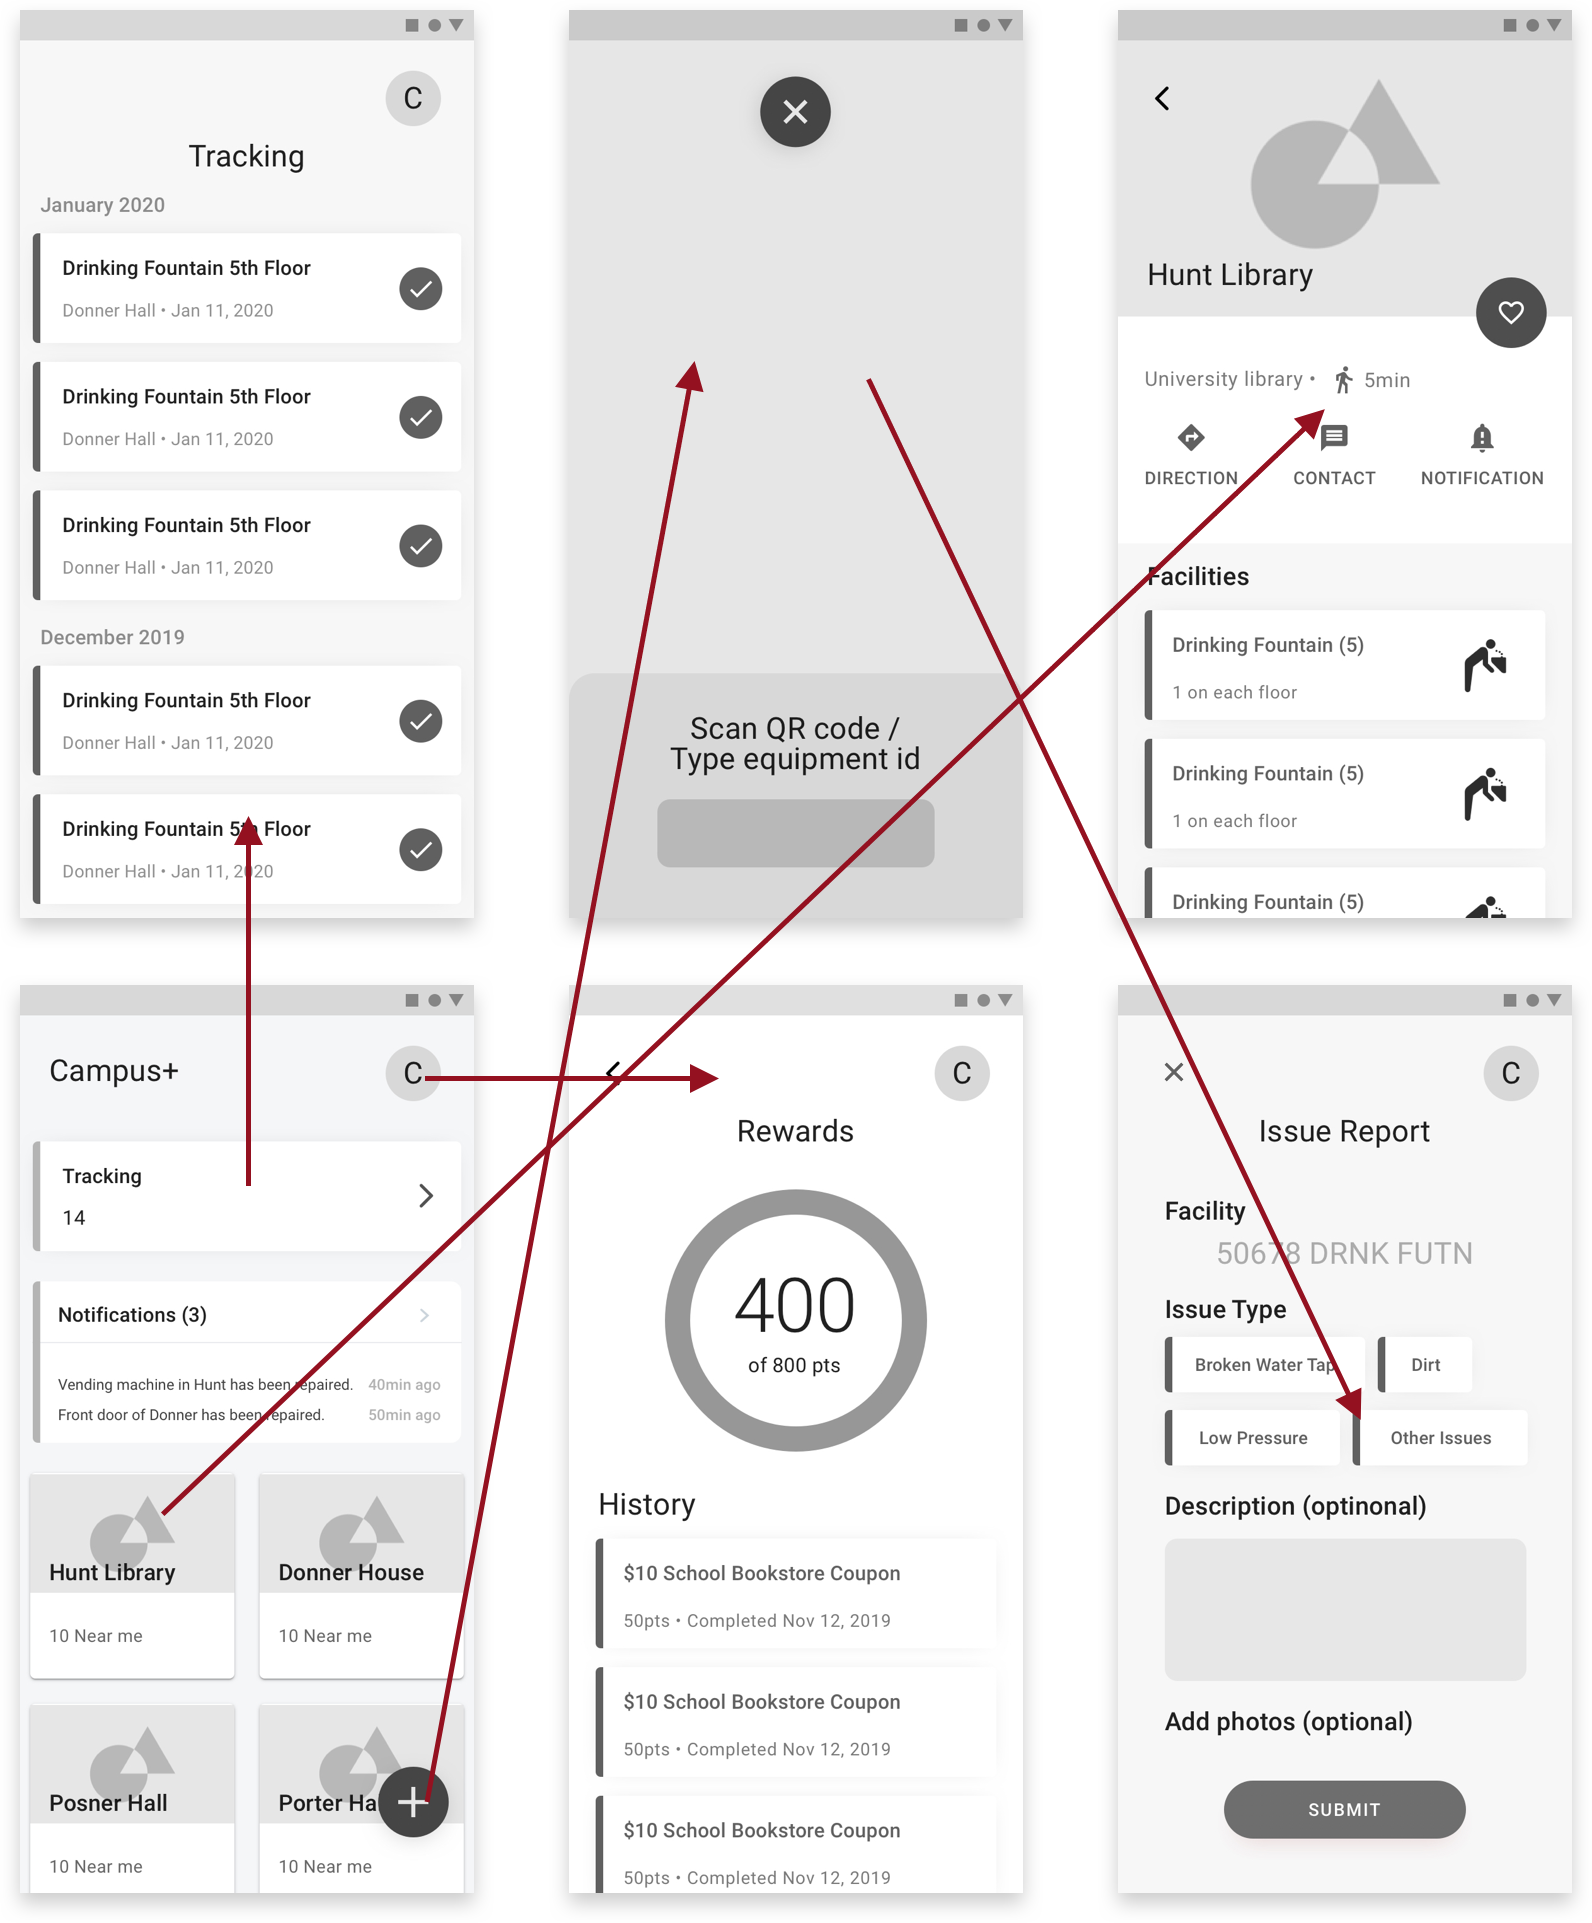 C
Tracking
January 2020
Drinking Fountain 5th Floor
Donner Hall • Jan 11, 2020
Drinking Fountain 5th Floor
Donner Hall • Jan 11, 2020
Drinking Fountain 5th Floor
Donner Hall • Jan 11, 2020
December 2019
Drinking Fountain 5th Floor
Donner Hall • Jan 11, 2020
Drinking Fountain 5th Floor
Donner Hall • Jan 11, 2020
Scan QR code /
Type equipment id
Hunt Library
University library • 5min
DIRECTION CONTACT NOTIFICATION
Facilities
Drinking Fountain (5)
1 on each floor
Drinking Fountain (5)
1 on each floor
Drinking Fountain (5)
Campus+ C
Tracking
14
Notifications (3)
Vending machine in Hunt has been repaired. 40min ago
Front door of Donner has been repaired. 50min ago
Hunt Library
10 Near me
Donner House
10 Near me
Posner Hall
10 Near me
Porter Ha
10 Near me
C
Rewards
400
of 800 pts
History
$10 School Bookstore Coupon
50pts • Completed Nov 12, 2019
$10 School Bookstore Coupon
50pts • Completed Nov 12, 2019
$10 School Bookstore Coupon
50pts • Completed Nov 12, 2019
C
Issue Report
Facility
50678 DRNK FUTN
Issue Type
Broken Water Tap Dirt
Low Pressure Other Issues
Description (optinonal)
Add photos (optional)
SUBMIT